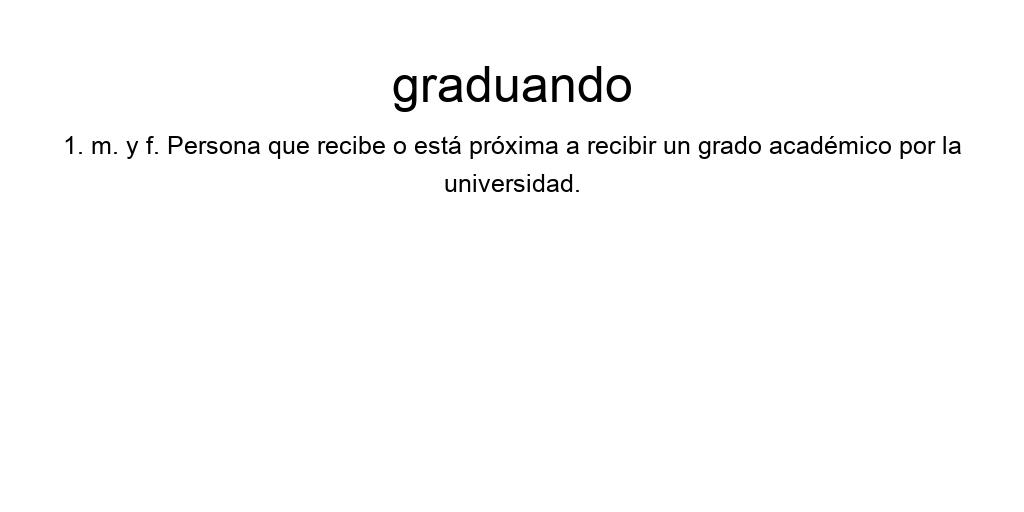 graduando
1. m. y f. Persona que recibe o está próxima a recibir un grado académico por la
universidad.